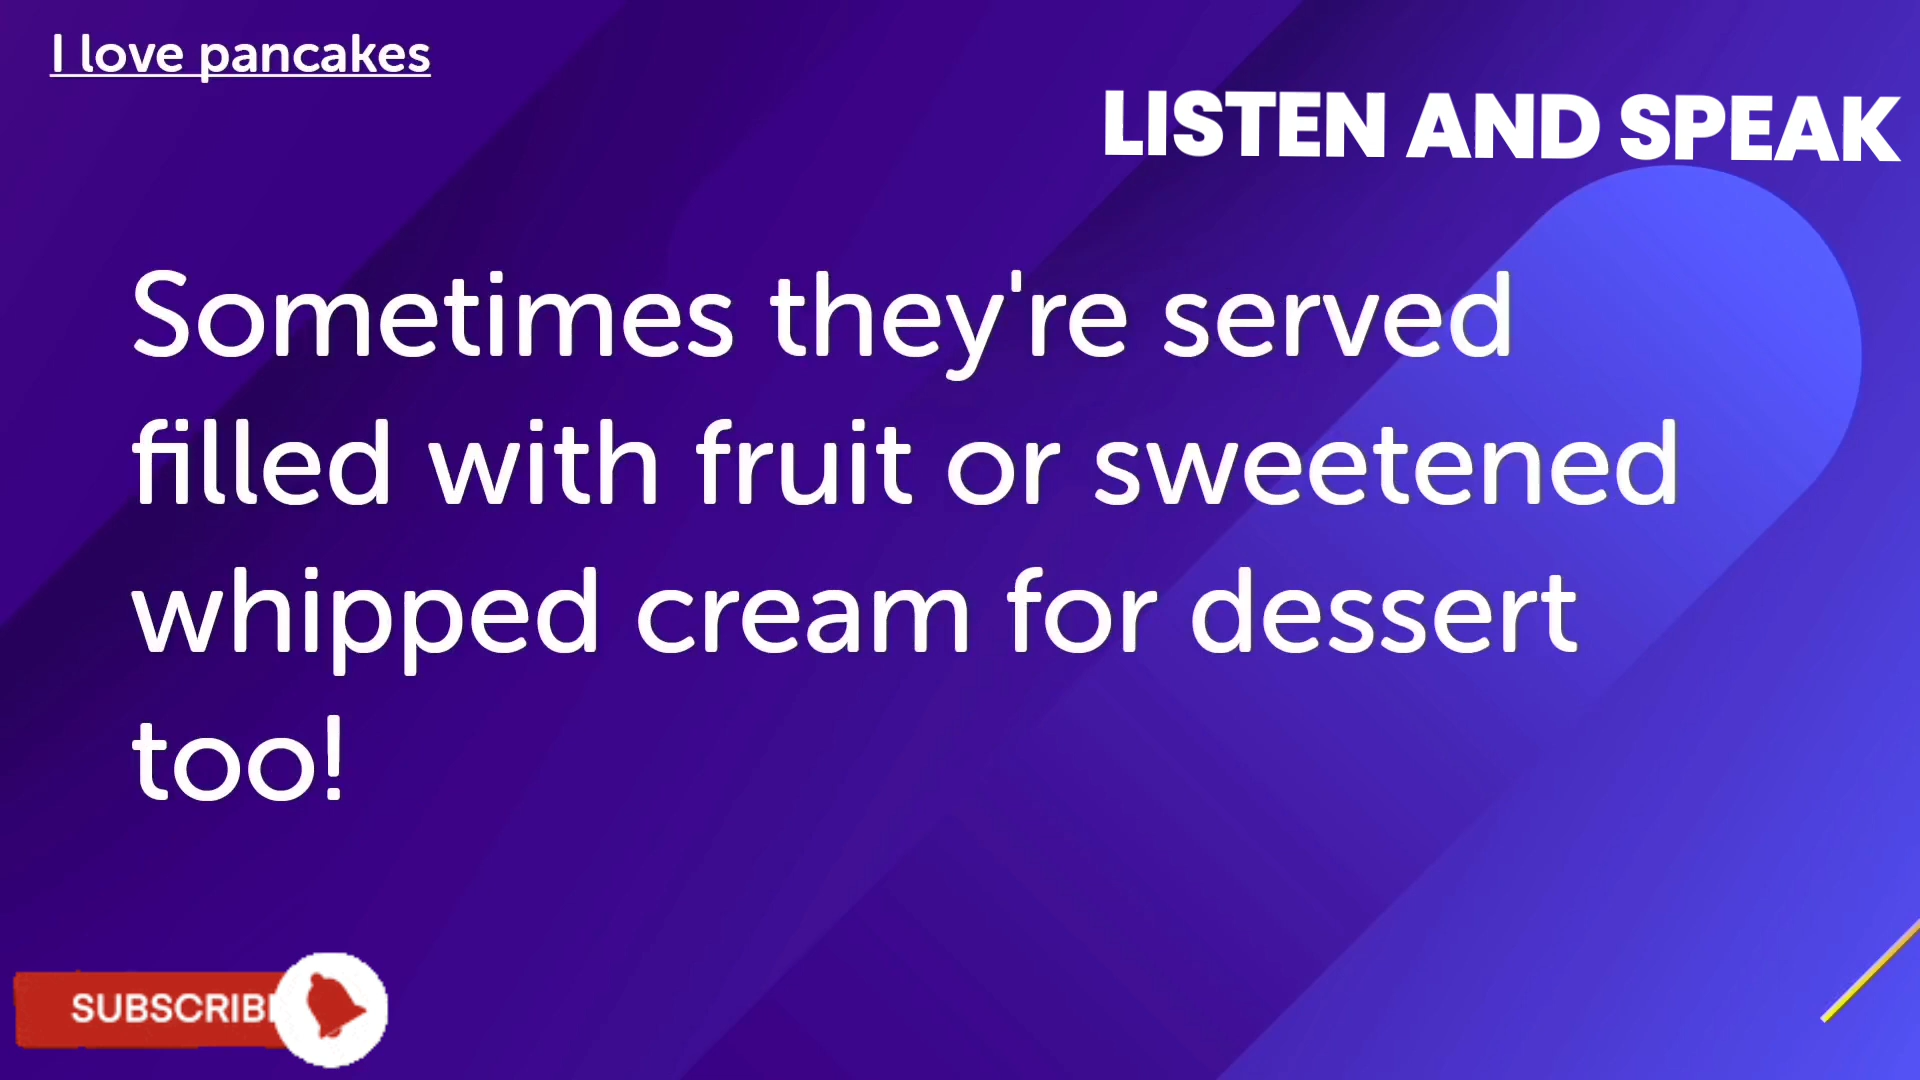 I love pancakes
LISTEN AND SPEAK
Sometimes they're served
filled with fruit or sweetened
whipped cream for dessert
too!
SUBSCRIBE